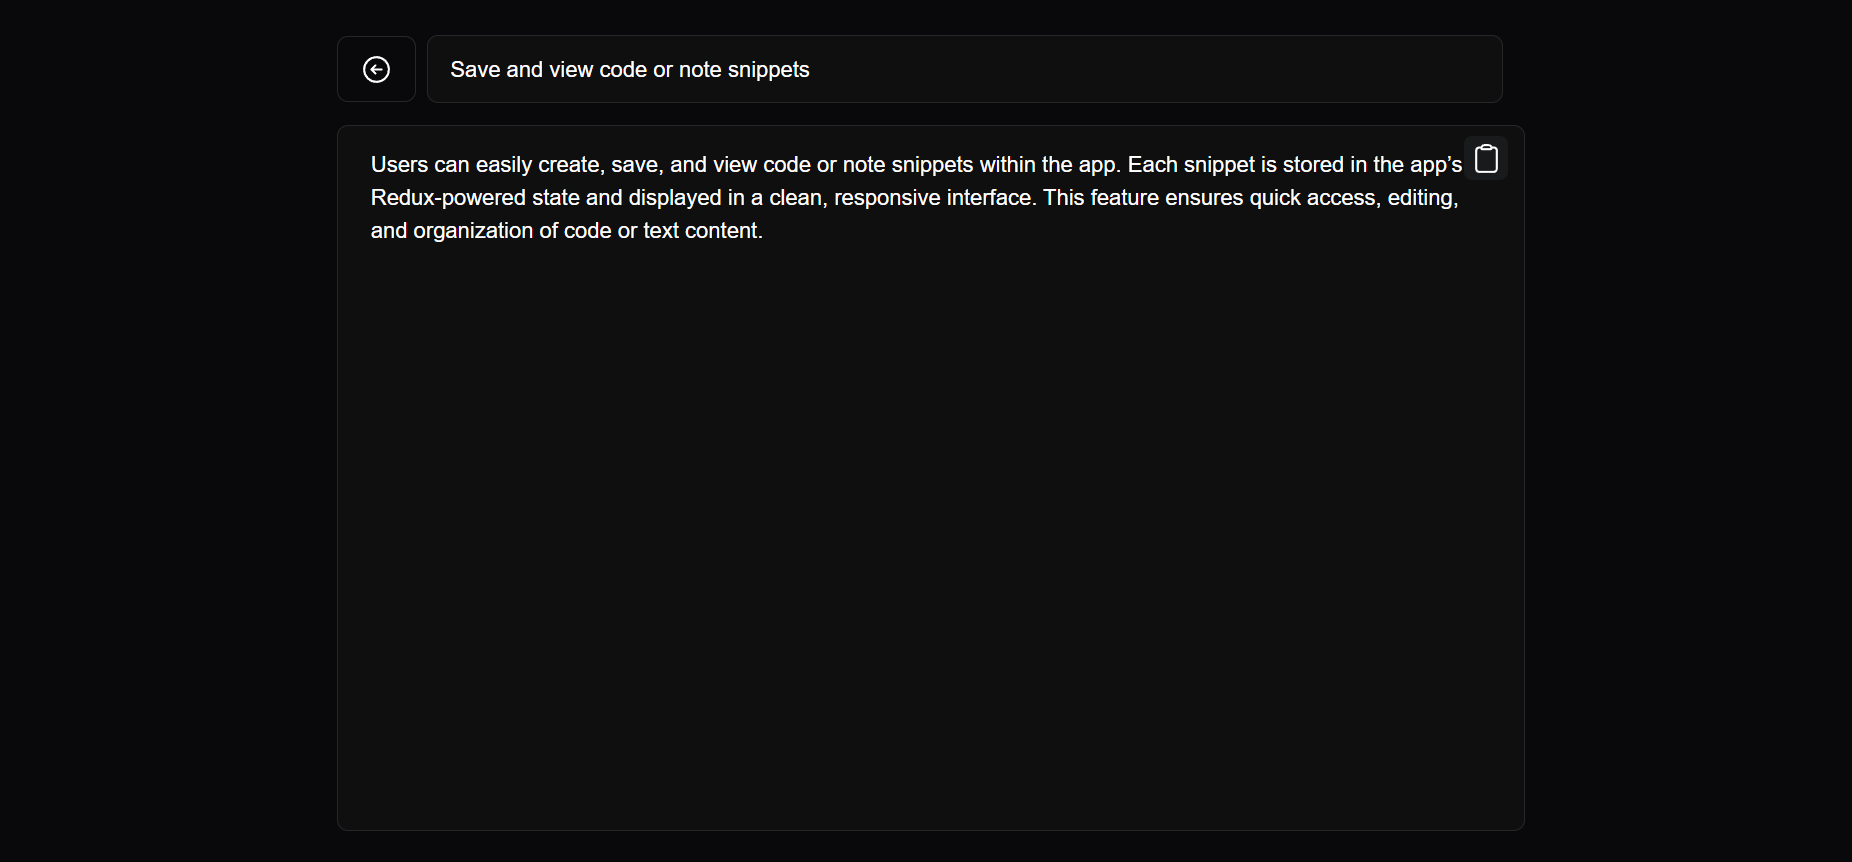 Save and view code or note snippets
Users can easily create, save, and view code or note snippets within the app. Each snippet is stored in the app’s
Redux-powered state and displayed in a clean, responsive interface. This feature ensures quick access, editing,
and organization of code or text content.